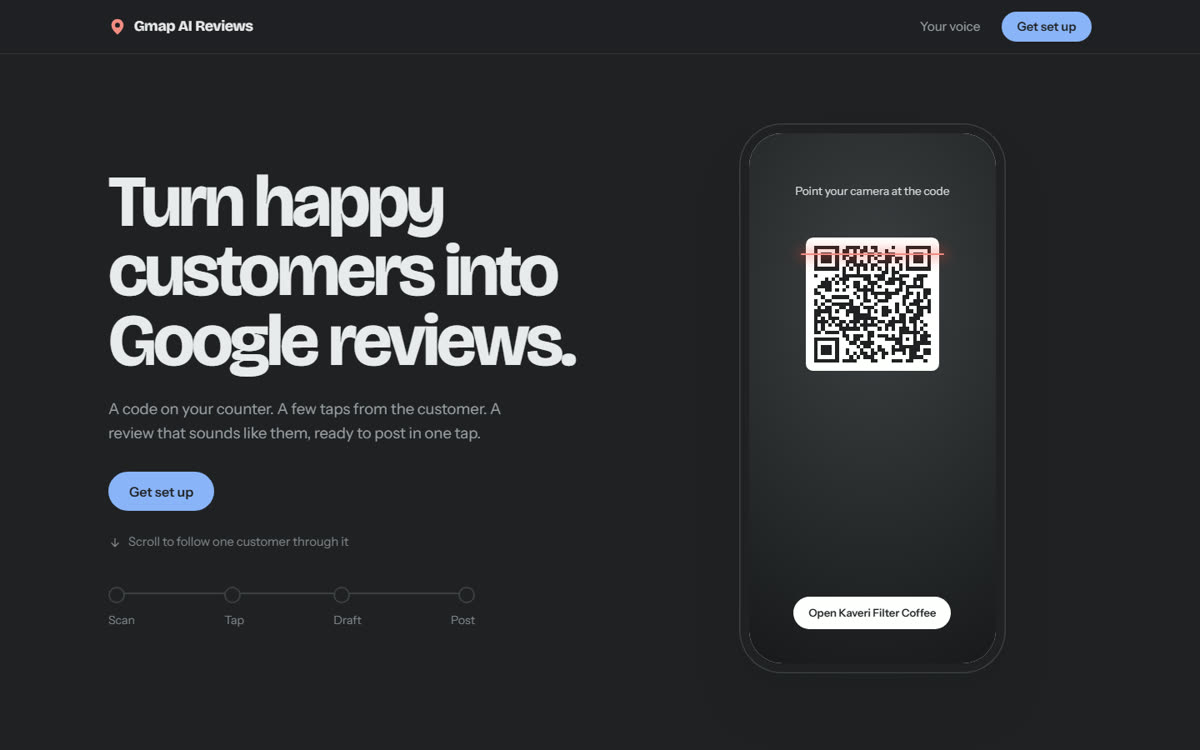 Gmap AI Reviews
Your voice
Get set up
Turn happy
customers into
Google reviews.
A code on your counter. A few taps from the customer. A
review that sounds like them, ready to post in one tap.
Get set up
↓ Scroll to follow one customer through it
Scan
Tap
Draft
Post
Point your camera at the code
Open Kaveri Filter Coffee